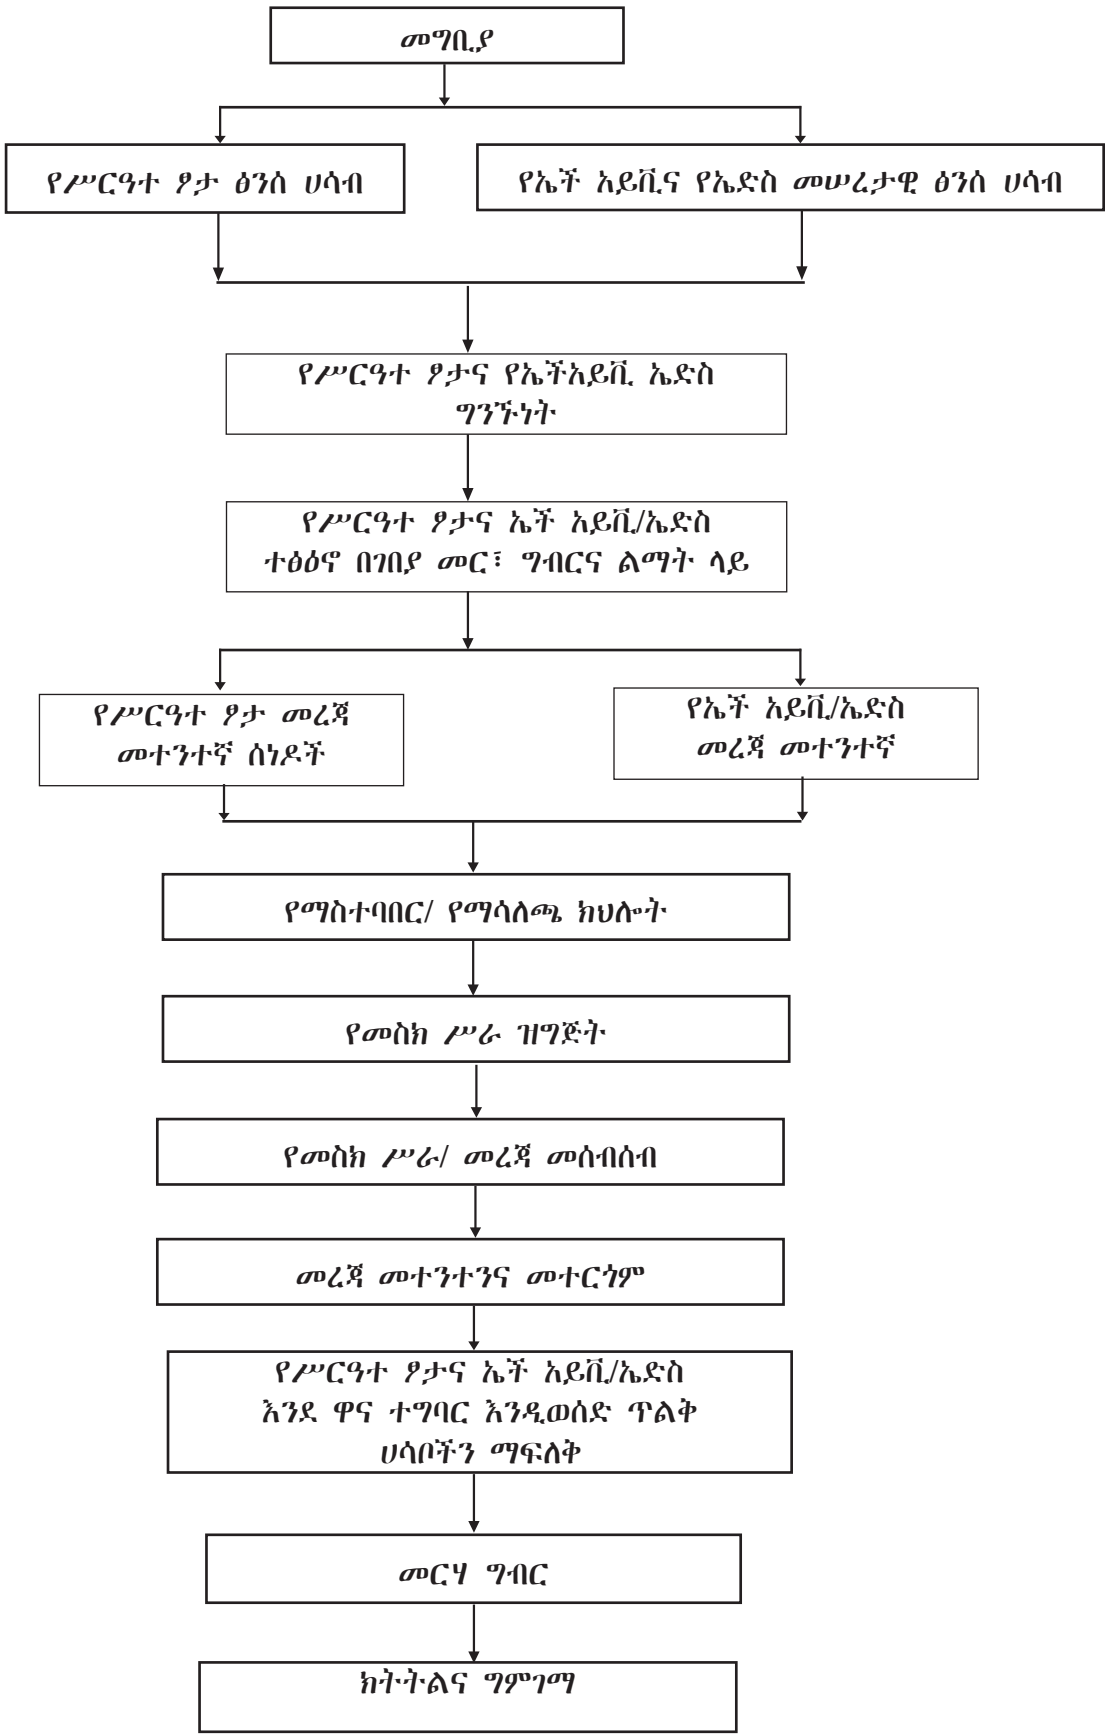 መግቢያ
የሥርዓተ ፆታ ፅንሰ ሀሳብ
የኤች አይቪና የኤድስ መሠረታዊ ፅንሰ ሀሳብ
የሥርዓተ ፆታና የኤችአይቪ ኤድስ
ግንኙነት
የሥርዓተ ፆታና ኤች አይቪ/ኤድስ
ተፅዕኖ በገበያ መር፣ ግብርና ልማት ላይ
የሥርዓተ ፆታ መረጃ
መተንተኛ ሰነዶች
የኤች አይቪ/ኤድስ
መረጃ መተንተኛ
የማስተባበር/ የማሳለጫ ክህሎት
የመስክ ሥራ ዝግጅት
የመስክ ሥራ/ መረጃ መሰብሰብ
መረጃ መተንተንና መተርጎም
የሥርዓተ ፆታና ኤች አይቪ/ኤድስ
እንደ ዋና ተግባር እንዲወሰድ ጥልቅ
ሀሳቦችን ማፍለቅ
መርሃ ግብር
ክትትልና ግምገማ